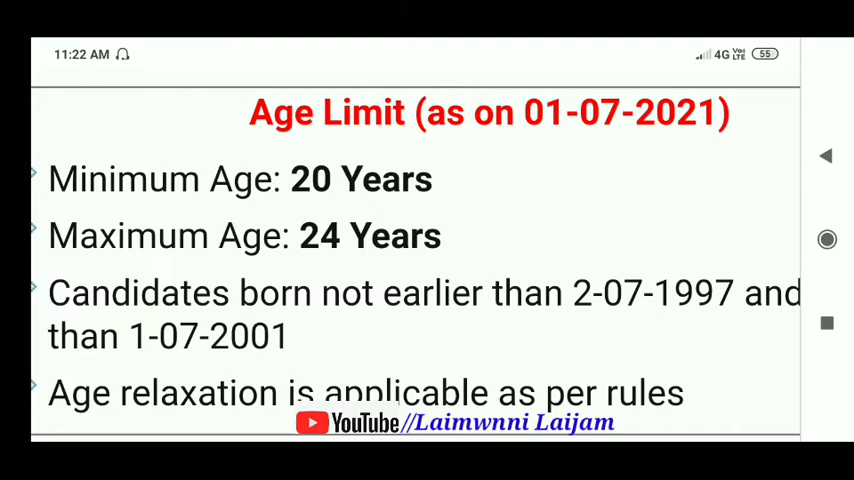 11:22 AM
4G Vo LTE 55
Age Limit (as on 01-07-2021)
Minimum Age: 20 Years
Maximum Age: 24 Years
Candidates born not earlier than 2-07-1997 and
than 1-07-2001
Age relaxation is applicable as per rules
YouTube//Laimwnni Laijam